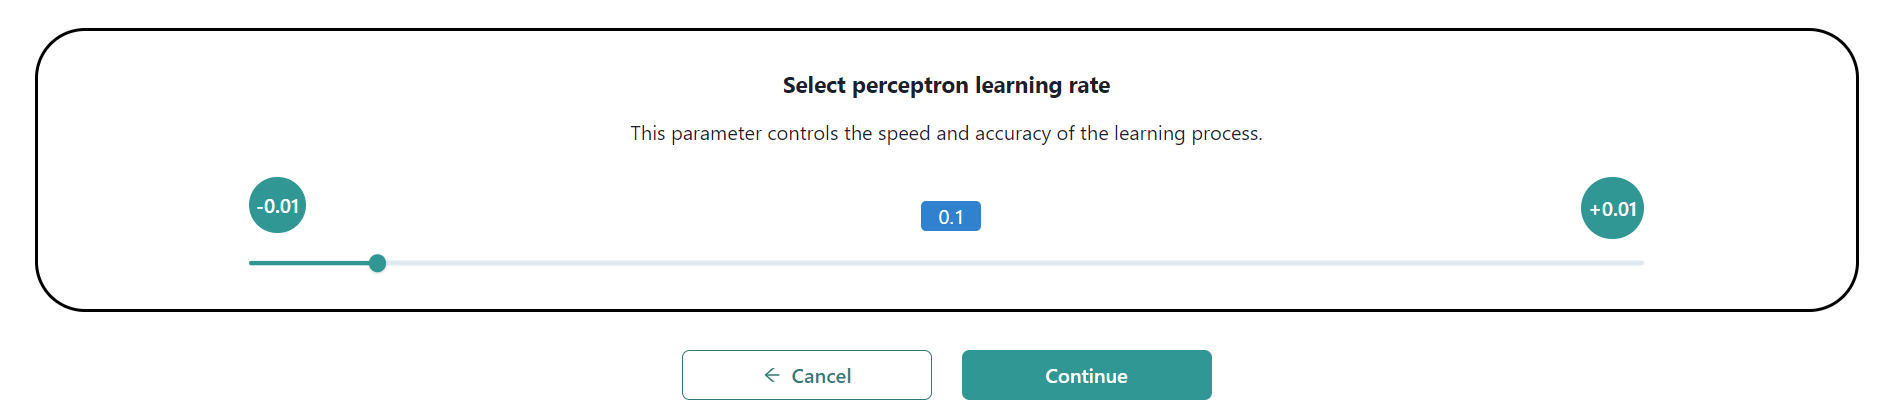 Select perceptron learning rate
This parameter controls the speed and accuracy of the learning process.
-0.01
0.1
+0.01
Cancel
Continue